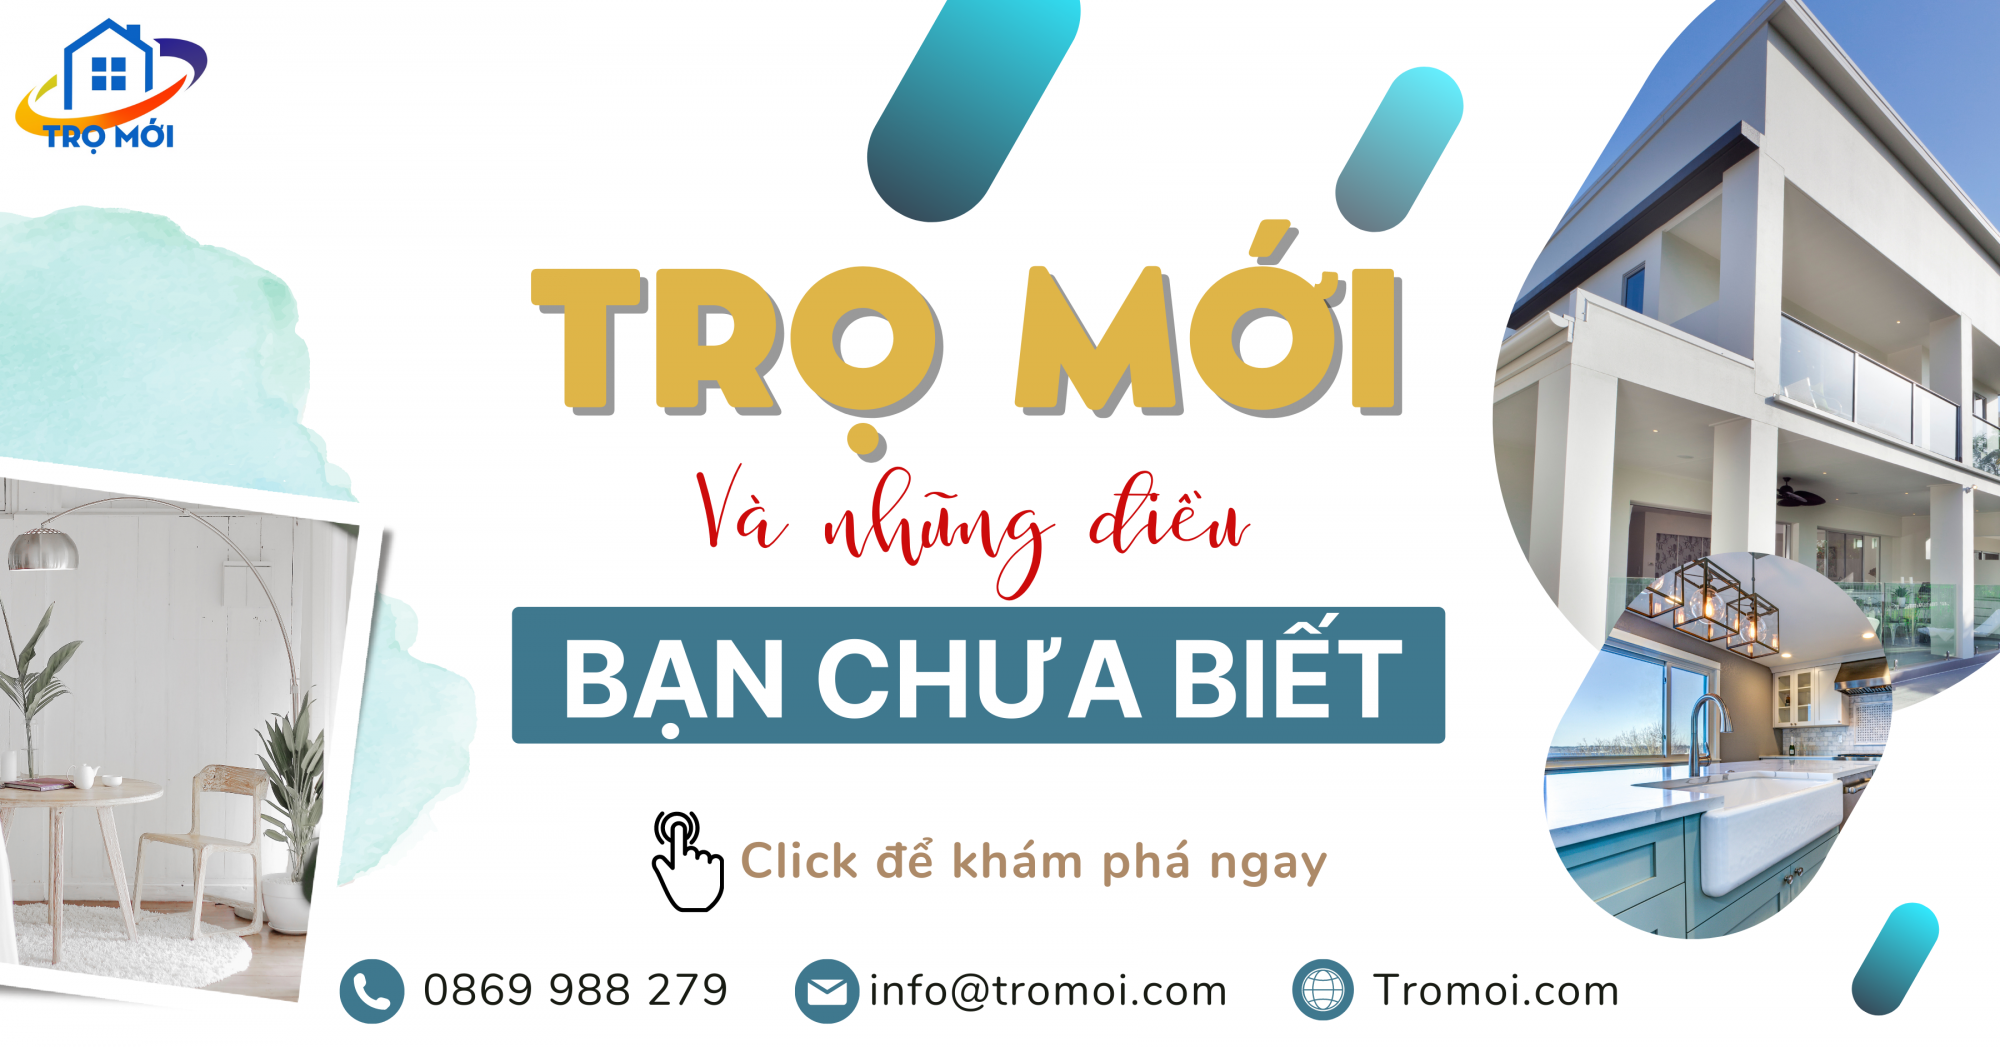 TRỌ MỚI
TRỌ MỚI
Và những điều
BẠN CHƯA BIẾT
Click để khám phá ngay
0869 988 279
info@tromoi.com
Tromoi.com